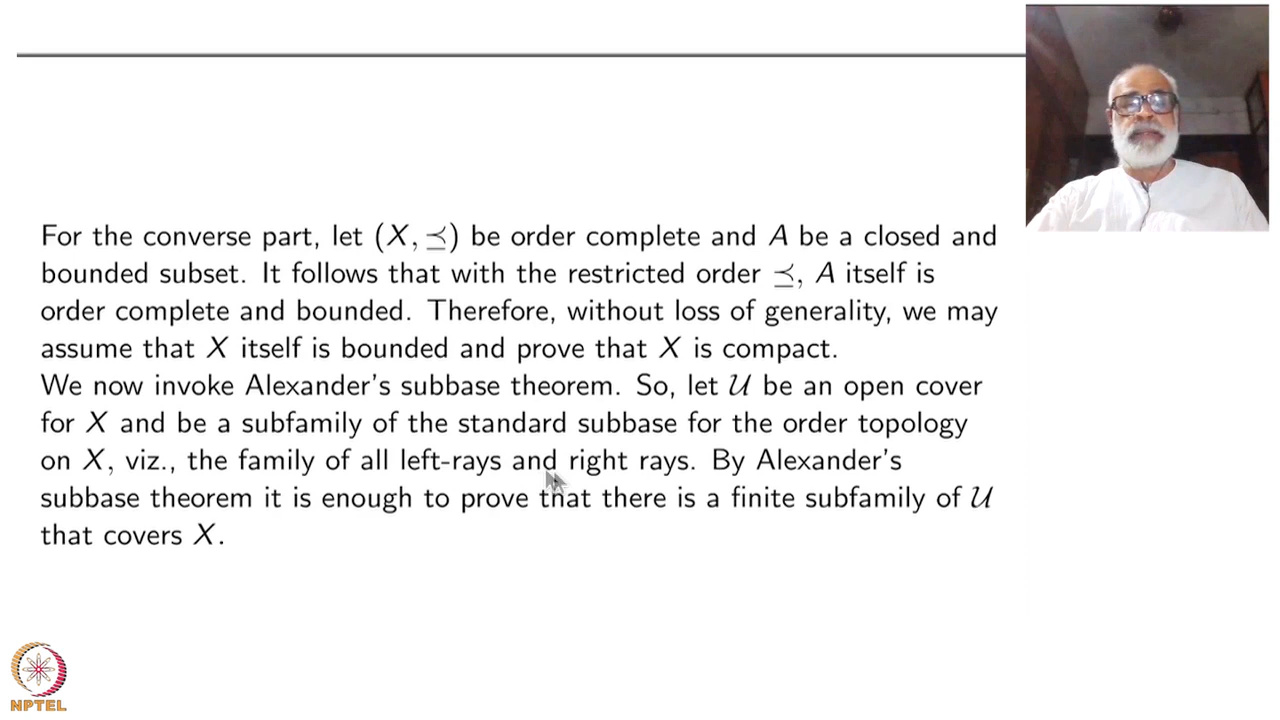 For the converse part, let (X, ⪯) be order complete and A be a closed and
bounded subset. It follows that with the restricted order ⪯, A itself is
order complete and bounded. Therefore, without loss of generality, we may
assume that X itself is bounded and prove that X is compact.
We now invoke Alexander's subbase theorem. So, let 𝒰 be an open cover
for X and be a subfamily of the standard subbase for the order topology
on X, viz., the family of all left-rays and right rays. By Alexander's
subbase theorem it is enough to prove that there is a finite subfamily of 𝒰
that covers X.
NPTEL